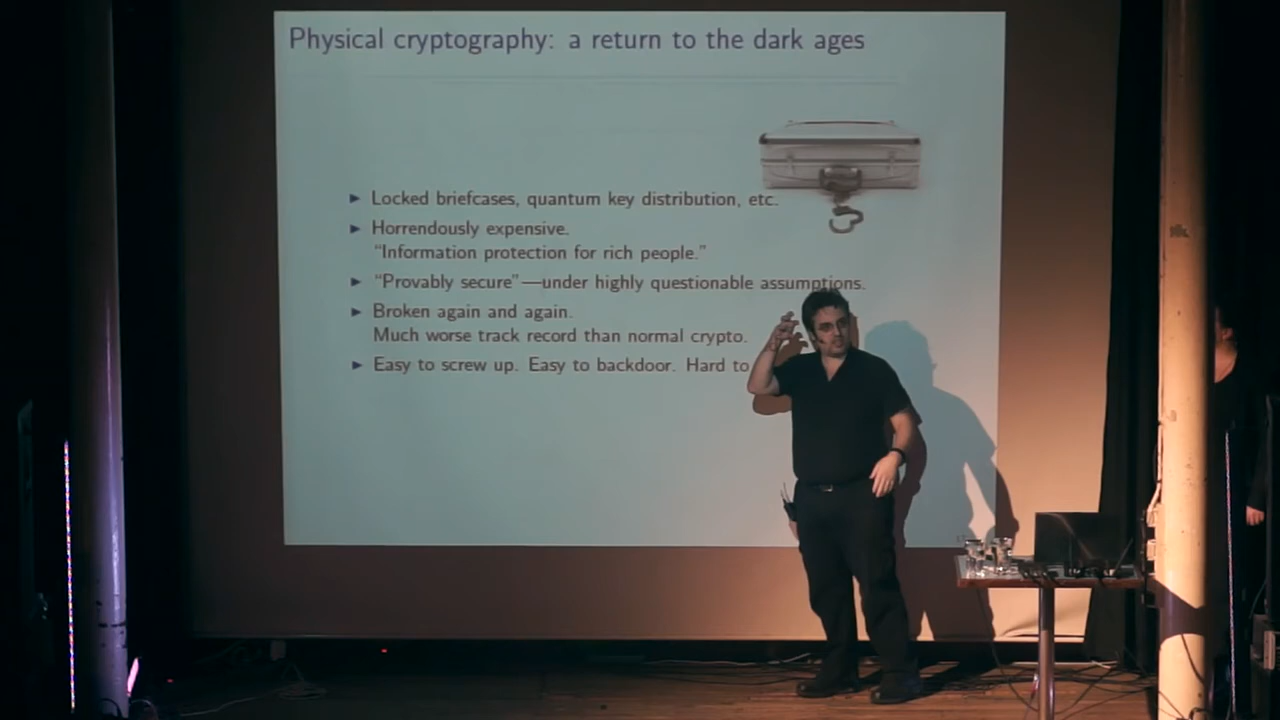 Physical cryptography: a return to the dark ages
► Locked briefcases, quantum key distribution, etc.
► Horrendously expensive.
“Information protection for rich people.”
► “Provably secure”—under highly questionable assumptions.
► Broken again and again.
Much worse track record than normal crypto.
► Easy to screw up. Easy to backdoor. Hard to